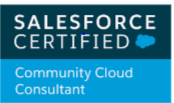 SALESFORCE
CERTIFIED
Community Cloud
Consultant